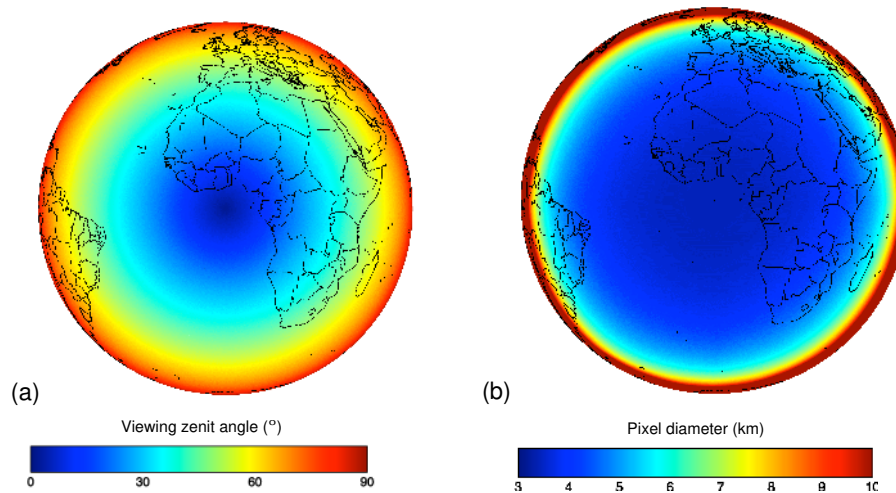 (a)
(b)
Viewing zenit angle (°)
0 30 60 90
Pixel diameter (km)
3 4 5 6 7 8 9 10